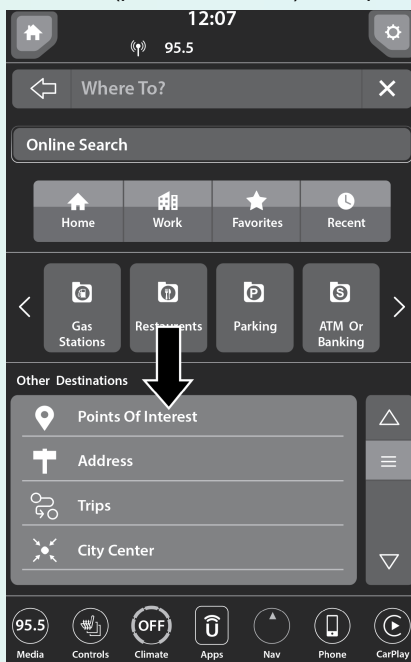 12:07
95.5
Where To?
Online Search
Home Work Favorites Recent
Gas Stations
Parking
ATM Or Banking
Other Destinations
Points Of Interest
Address
Trips
City Center
95.5 OFF
Media Controls Climate Apps Nav Phone CarPlay